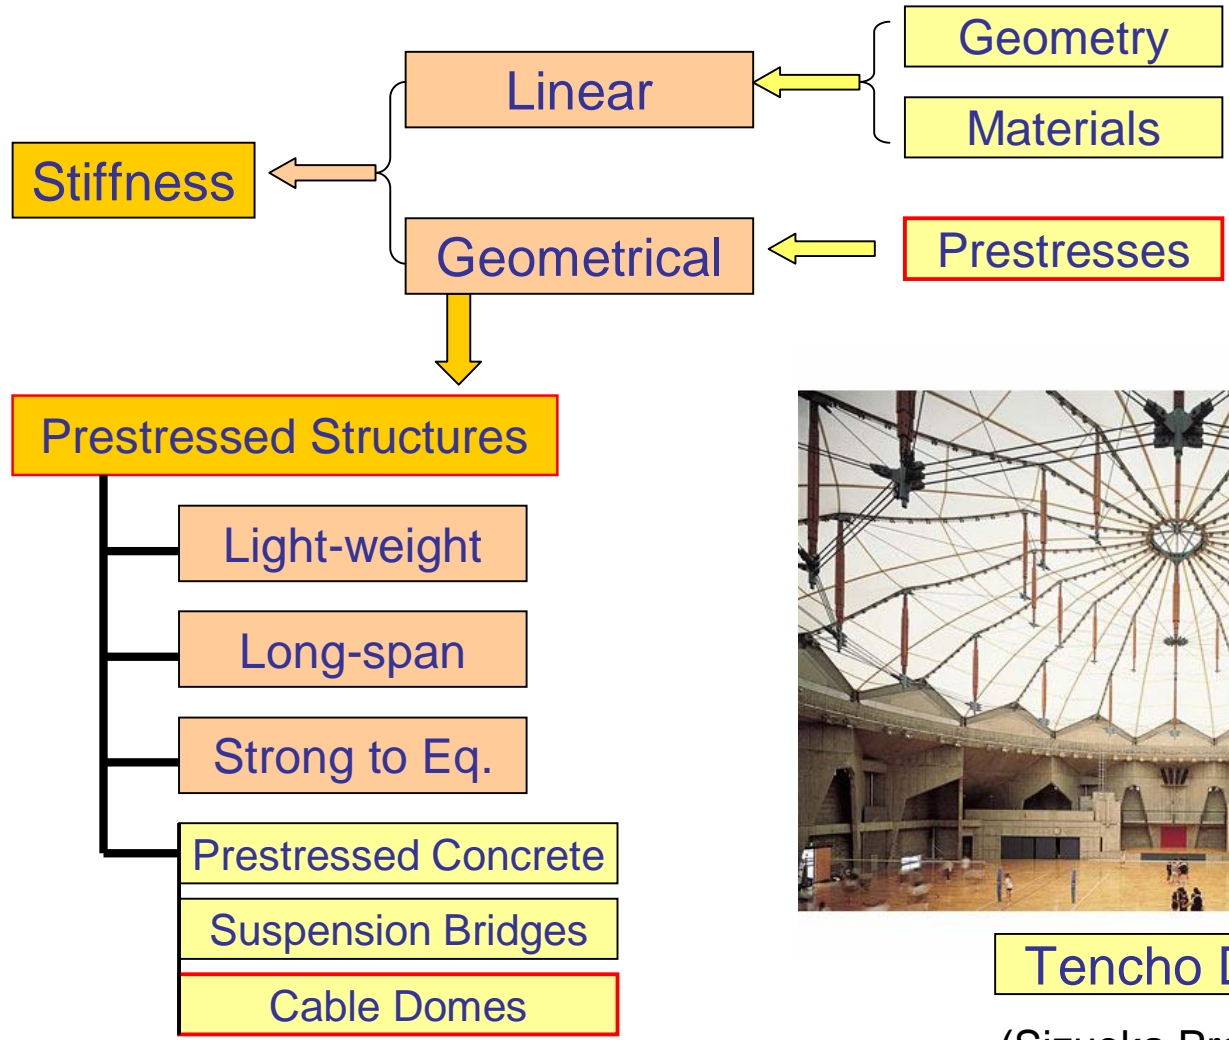 Geometry
Linear
Materials
Stiffness
Geometrical
Prestresses
Prestressed Structures
Light-weight
Long-span
Strong to Eq.
Prestressed Concrete
Suspension Bridges
Cable Domes
Tencho